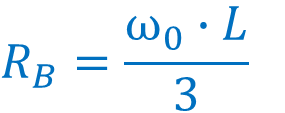 R_B = (ω_0 · L) / 3